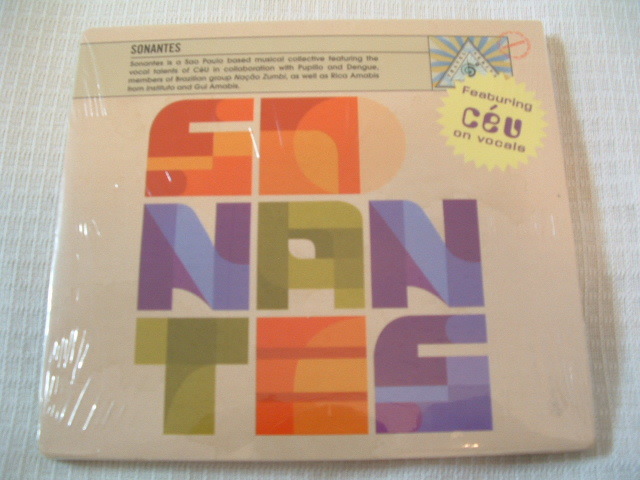 SONANTES
Sonantes is a Sao Paulo based musical collective featuring the
vocal talents of CéU in collaboration with Pupillo and Dengue,
members of Brazilian group Nação Zumbi, as well as Rica Amabis
from Instituto and Gui Amabis.
Featuring
CéU
on vocals
SO
NAN
TES